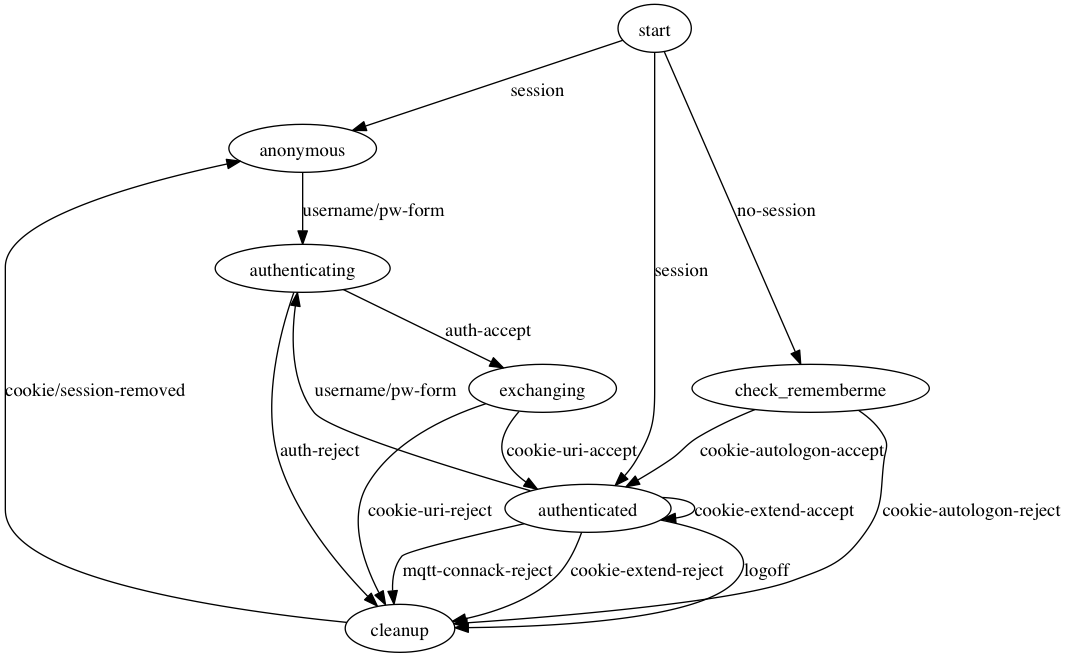 start
session
anonymous
username/pw-form
no-session
authenticating
session
auth-accept
cookie/session-removed
username/pw-form
exchanging
check_rememberme
auth-reject
cookie-uri-accept
cookie-autologon-accept
cookie-uri-reject
authenticated
cookie-extend-accept
cookie-autologon-reject
mqtt-connack-reject
cookie-extend-reject
logoff
cleanup